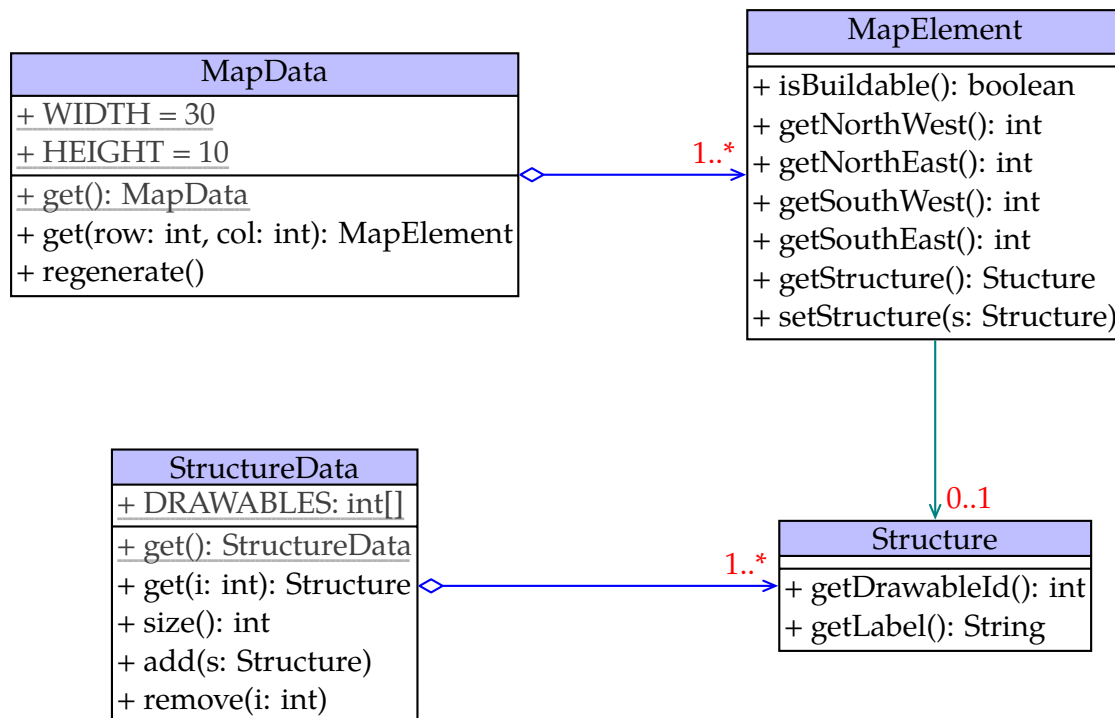 MapData
+ WIDTH = 30
+ HEIGHT = 10
+ get(): MapData
+ get(row: int, col: int): MapElement
+ regenerate()
1..*
MapElement
+ isBuildable(): boolean
+ getNorthWest(): int
+ getNorthEast(): int
+ getSouthWest(): int
+ getSouthEast(): int
+ getStructure(): Stucture
+ setStructure(s: Structure)
StructureData
+ DRAWABLES: int[]
+ get(): StructureData
+ get(i: int): Structure
+ size(): int
+ add(s: Structure)
+ remove(i: int)
1..*
0..1
Structure
+ getDrawableId(): int
+ getLabel(): String